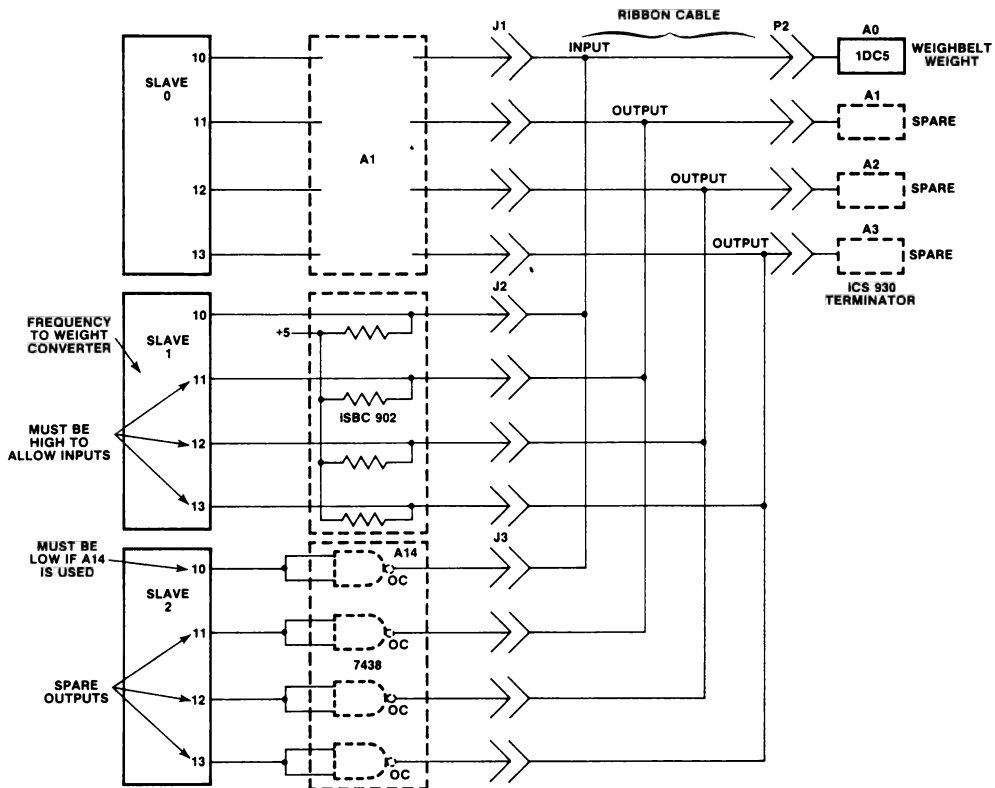 RIBBON CABLE
J1
P2
A0
10
INPUT
1DC5
WEIGHBELT
WEIGHT
SLAVE
0
A1
11
OUTPUT
A1
SPARE
12
OUTPUT
A2
SPARE
13
OUTPUT
A3
SPARE
ICS 930
TERMINATOR
J2
10
+5
FREQUENCY
TO WEIGHT
CONVERTER
SLAVE
1
11
iSBC 902
MUST BE
HIGH TO
ALLOW INPUTS
12
13
J3
MUST BE
LOW IF A14
IS USED
10
A14
OC
SLAVE
2
11
OC
7438
SPARE
OUTPUTS
12
OC
13
OC